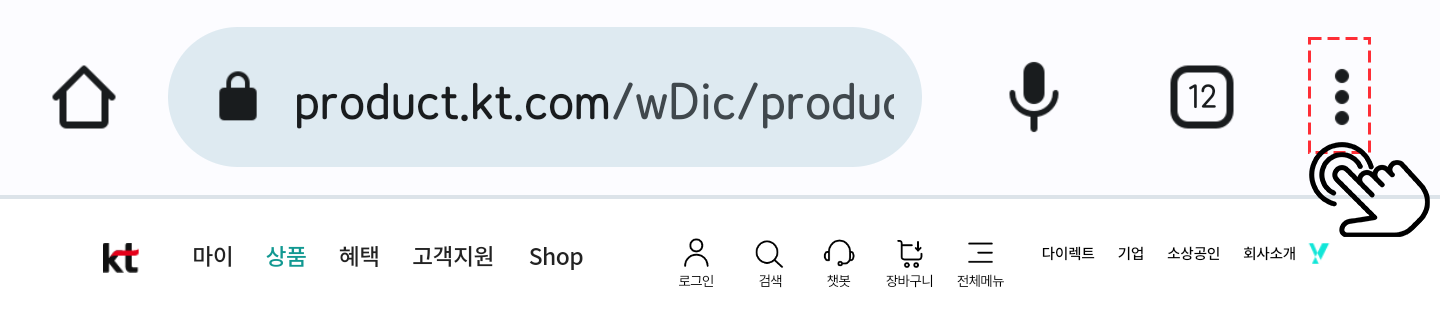 product.kt.com/wDic/produc
12
kt 마이 상품 혜택 고객지원 Shop 로그인 검색 챗봇 장바구니 전체메뉴 다이렉트 기업 소상공인 회사소개